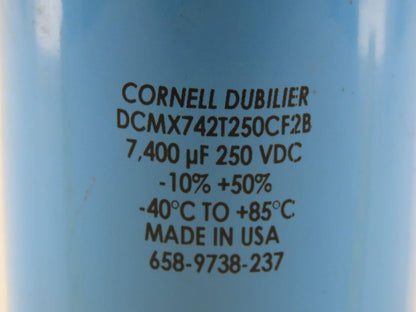 CORNELL DUBILIER
DCMX742T250CF2B
7,400 µF 250 VDC
-10% +50%
-40°C TO +85°C
MADE IN USA
658-9738-237